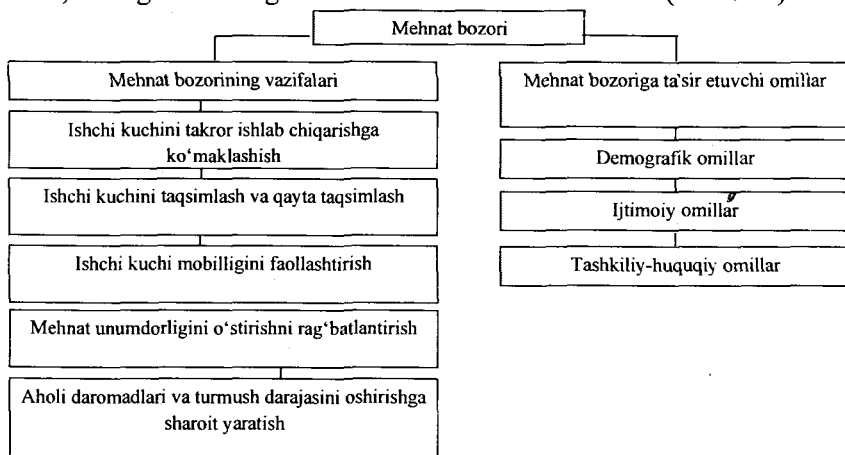 Mehnat bozori
Mehnat bozorining vazifalari
Ishchi kuchini takror ishlab chiqarishga
ko‘maklashish
Ishchi kuchini taqsimlash va qayta taqsimlash
Ishchi kuchi mobilligini faollashtirish
Mehnat unumdorligini o‘stirishni rag‘batlantirish
Aholi daromadlari va turmush darajasini oshirishga
sharoit yaratish
Mehnat bozoriga ta’sir etuvchi omillar
Demografik omillar
Ijtimoiy omillar
Tashkiliy-huquqiy omillar